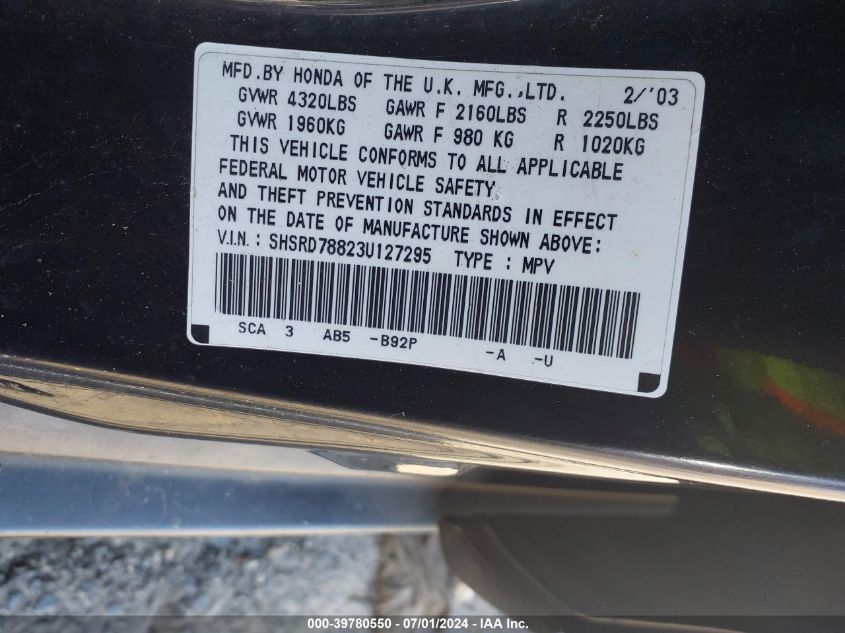 MFD.BY HONDA OF THE U.K. MFG.,LTD. 2/'03
GVWR 4320LBS GAWR F 2160LBS R 2250LBS
GVWR 1960KG GAWR F 980 KG R 1020KG
THIS VEHICLE CONFORMS TO ALL APPLICABLE
FEDERAL MOTOR VEHICLE SAFETY
AND THEFT PREVENTION STANDARDS IN EFFECT
ON THE DATE OF MANUFACTURE SHOWN ABOVE:
V.I.N.: SHSRD78823U127295 TYPE : MPV
SCA 3 AB5 -B92P -A -U
000-39780550 - 07/01/2024 - IAA Inc.